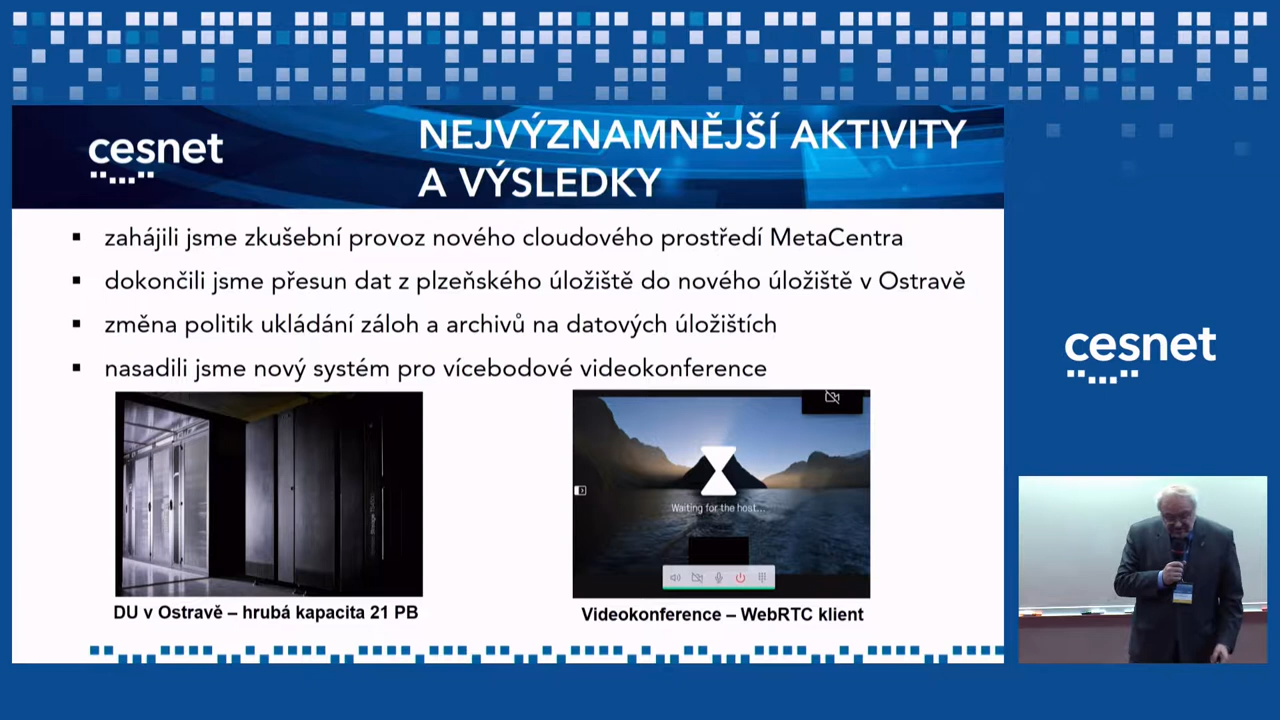 cesnet
NEJVÝZNAMNĚJŠÍ AKTIVITY
A VÝSLEDKY
zahájili jsme zkušební provoz nového cloudového prostředí MetaCentra
dokončili jsme přesun dat z plzeňského úložiště do nového úložiště v Ostravě
změna politik ukládání záloh a archivů na datových úložištích
nasadili jsme nový systém pro vícebodové videokonference
Waiting for the host...
DU v Ostravě – hrubá kapacita 21 PB
Videokonference – WebRTC klient
cesnet